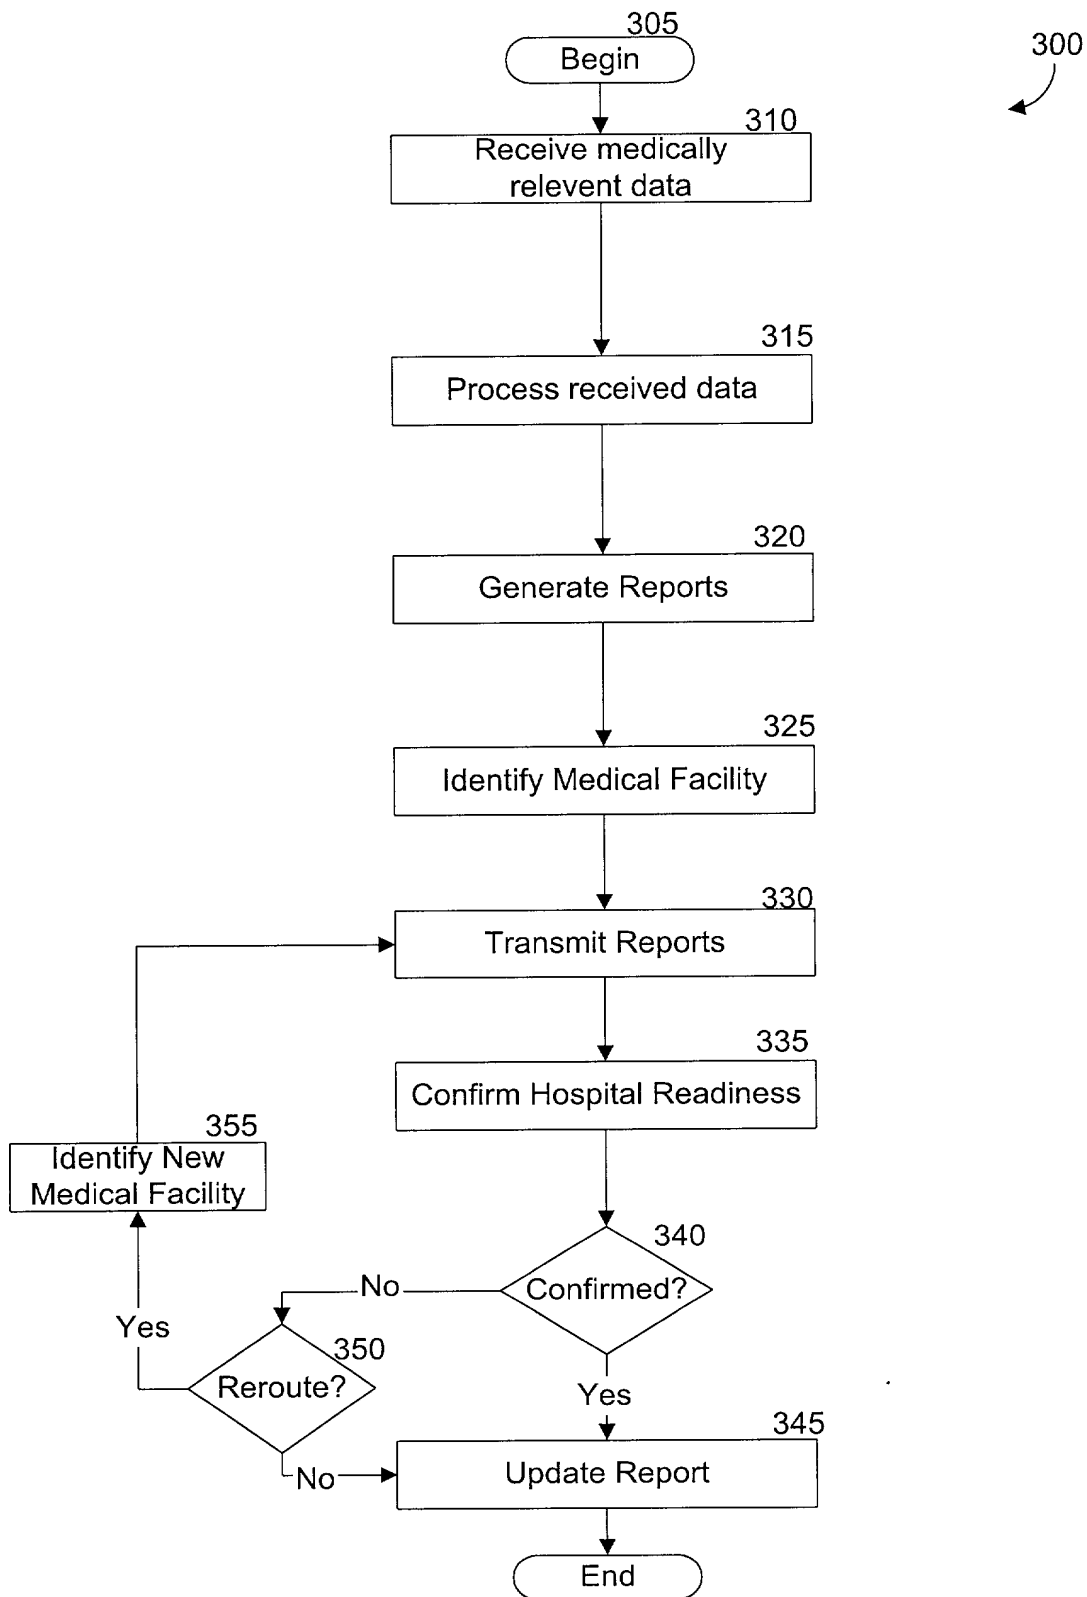 305
Begin
300
310
Receive medically
relevent data
315
Process received data
320
Generate Reports
325
Identify Medical Facility
330
Transmit Reports
335
Confirm Hospital Readiness
355
Identify New
Medical Facility
340
Confirmed?
No
Yes
350
Reroute?
Yes
345
Update Report
No
End